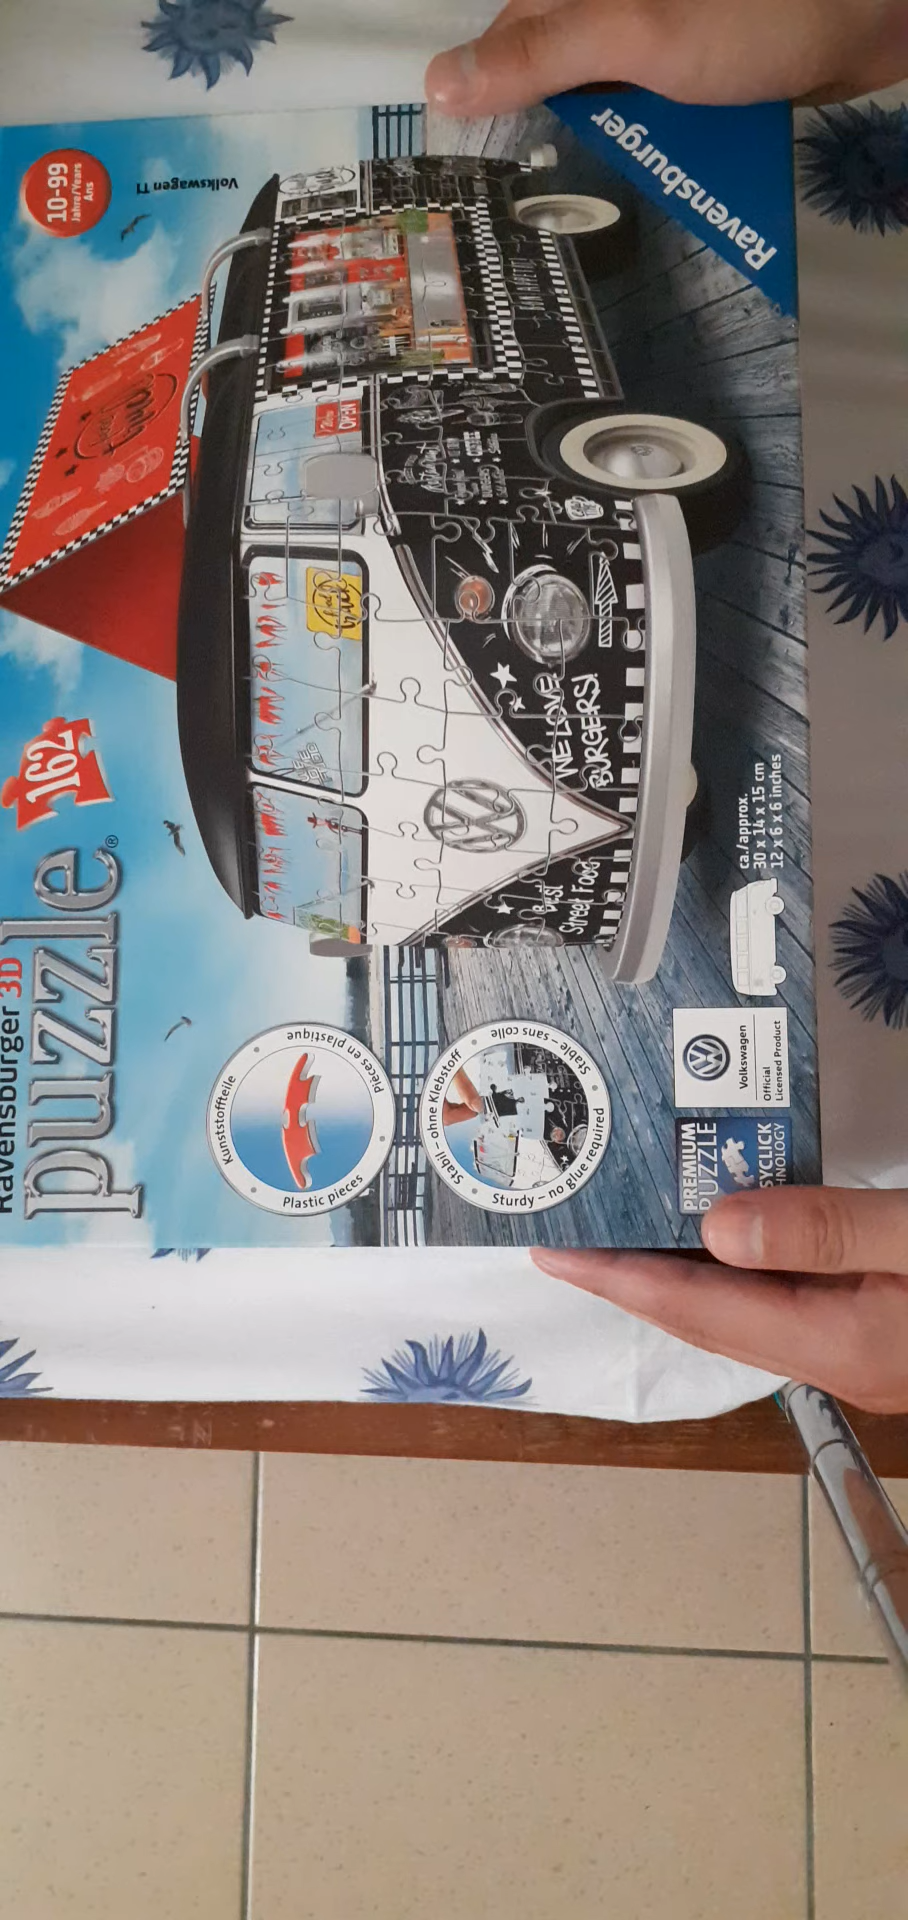 Ravensburger 3D
puzzle®
162
10-99
Jahre/Years
Ans
Volkswagen T1
Ravensburger
OPEN
WE LOVE
BURGERS!
Best
Street Food
Kunststoffteile
Pièces en plastique
Plastic pieces
Stabil – ohne Klebstoff
Stable – sans colle
Sturdy – no glue required
ca./approx.
30 x 14 x 15 cm
12 x 6 x 6 inches
Volkswagen
Official
Licensed Product
PREMIUM
PUZZLE
SYCLICK
HNOLOGY